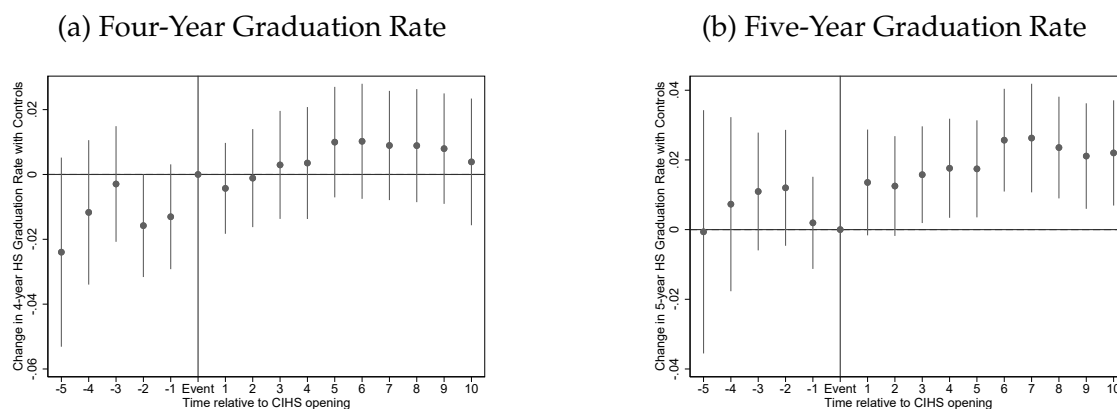 (a) Four-Year Graduation Rate
Change in 4-year HS Graduation Rate with Controls
.02
0
-.02
-.04
-.06
-5 -4 -3 -2 -1 Event 1 2 3 4 5 6 7 8 9 10
Time relative to CIHS opening
(b) Five-Year Graduation Rate
Change in 5-year HS Graduation Rate with Controls
.04
.02
0
-.02
-.04
-5 -4 -3 -2 -1 Event 1 2 3 4 5 6 7 8 9 10
Time relative to CIHS opening